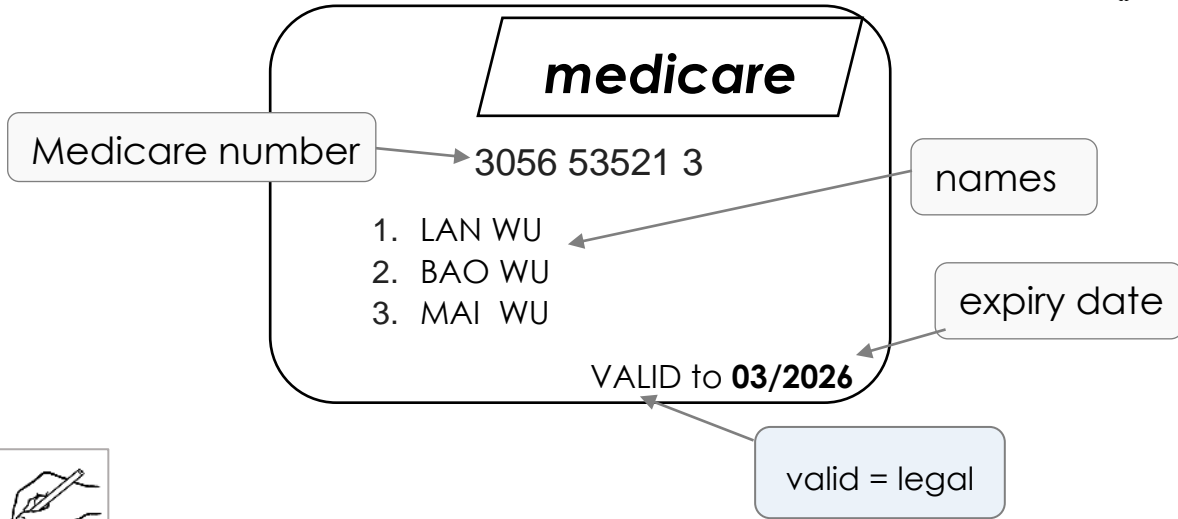 medicare
Medicare number
3056 53521 3
names
1. LAN WU
2. BAO WU
3. MAI WU
expiry date
VALID to 03/2026
valid = legal